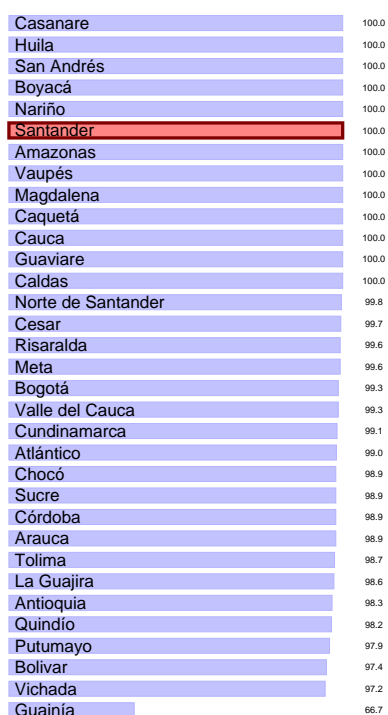 Casanare 100.0
Huila 100.0
San Andrés 100.0
Boyacá 100.0
Nariño 100.0
Santander 100.0
Amazonas 100.0
Vaupés 100.0
Magdalena 100.0
Caquetá 100.0
Cauca 100.0
Guaviare 100.0
Caldas 100.0
Norte de Santander 99.8
Cesar 99.7
Risaralda 99.6
Meta 99.6
Bogotá 99.3
Valle del Cauca 99.3
Cundinamarca 99.1
Atlántico 99.0
Chocó 98.9
Sucre 98.9
Córdoba 98.9
Arauca 98.9
Tolima 98.7
La Guajira 98.6
Antioquia 98.3
Quindío 98.2
Putumayo 97.9
Bolivar 97.4
Vichada 97.2
Guainía 66.7